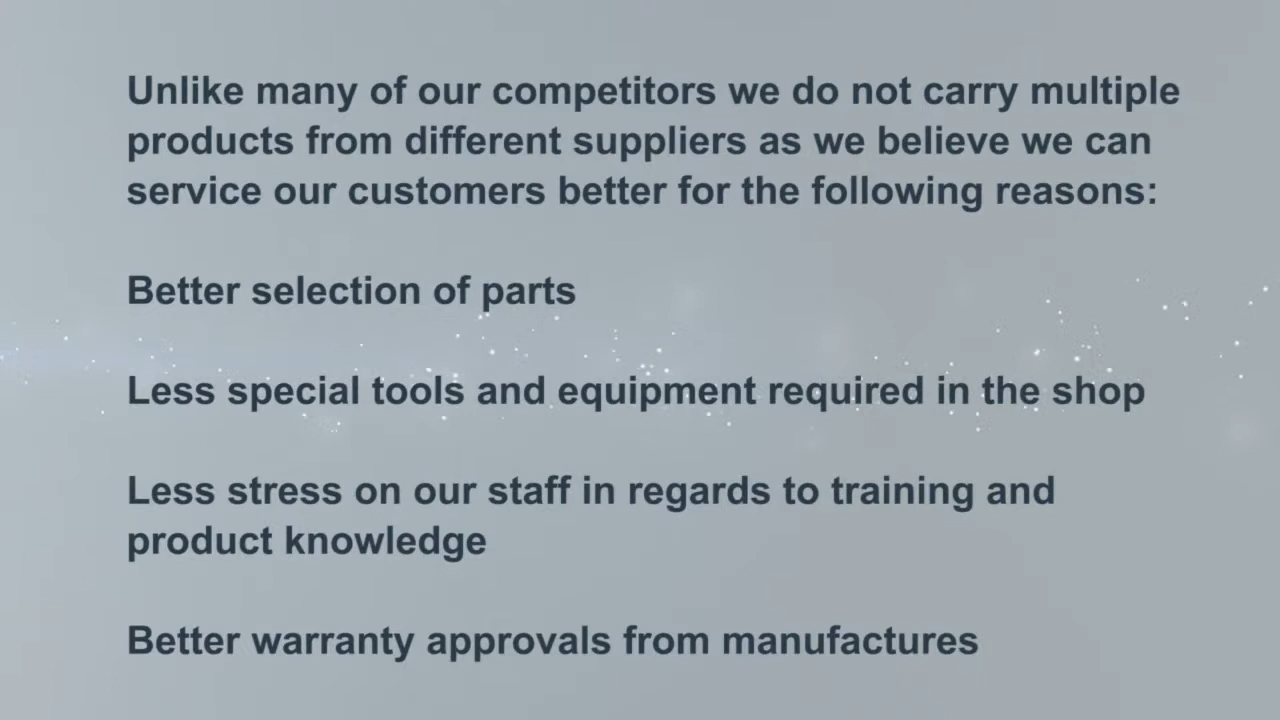 Unlike many of our competitors we do not carry multiple
products from different suppliers as we believe we can
service our customers better for the following reasons:
Better selection of parts
Less special tools and equipment required in the shop
Less stress on our staff in regards to training and
product knowledge
Better warranty approvals from manufactures